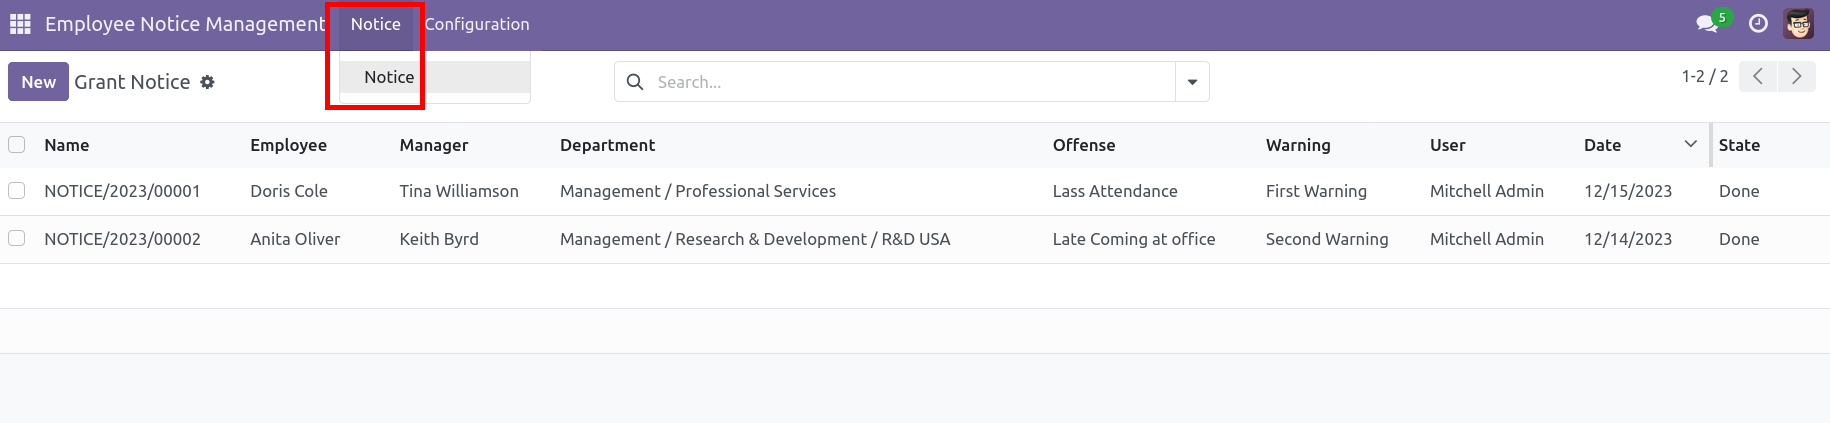 Employee Notice Management Notice Configuration 5
New Grant Notice Notice Search... 1-2 / 2
Name Employee Manager Department Offense Warning User Date State
NOTICE/2023/00001 Doris Cole Tina Williamson Management / Professional Services Lass Attendance First Warning Mitchell Admin 12/15/2023 Done
NOTICE/2023/00002 Anita Oliver Keith Byrd Management / Research & Development / R&D USA Late Coming at office Second Warning Mitchell Admin 12/14/2023 Done